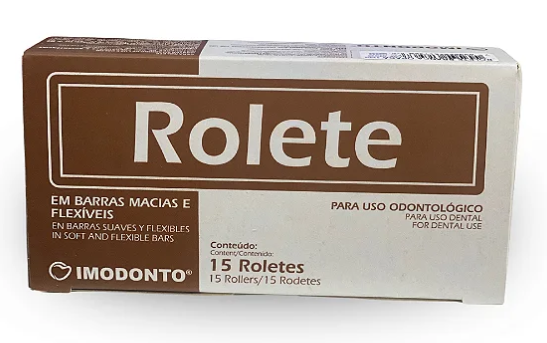 Rolete
EM BARRAS MACIAS E
FLEXÍVEIS
EN BARRAS SUAVES Y FLEXIBLES
IN SOFT AND FLEXIBLE BARS
IMODONTO®
PARA USO ODONTOLÓGICO
PARA USO DENTAL
FOR DENTAL USE
Conteúdo:
Content/Contenido:
15 Roletes
15 Rollers/15 Rodetes
IMODONTO